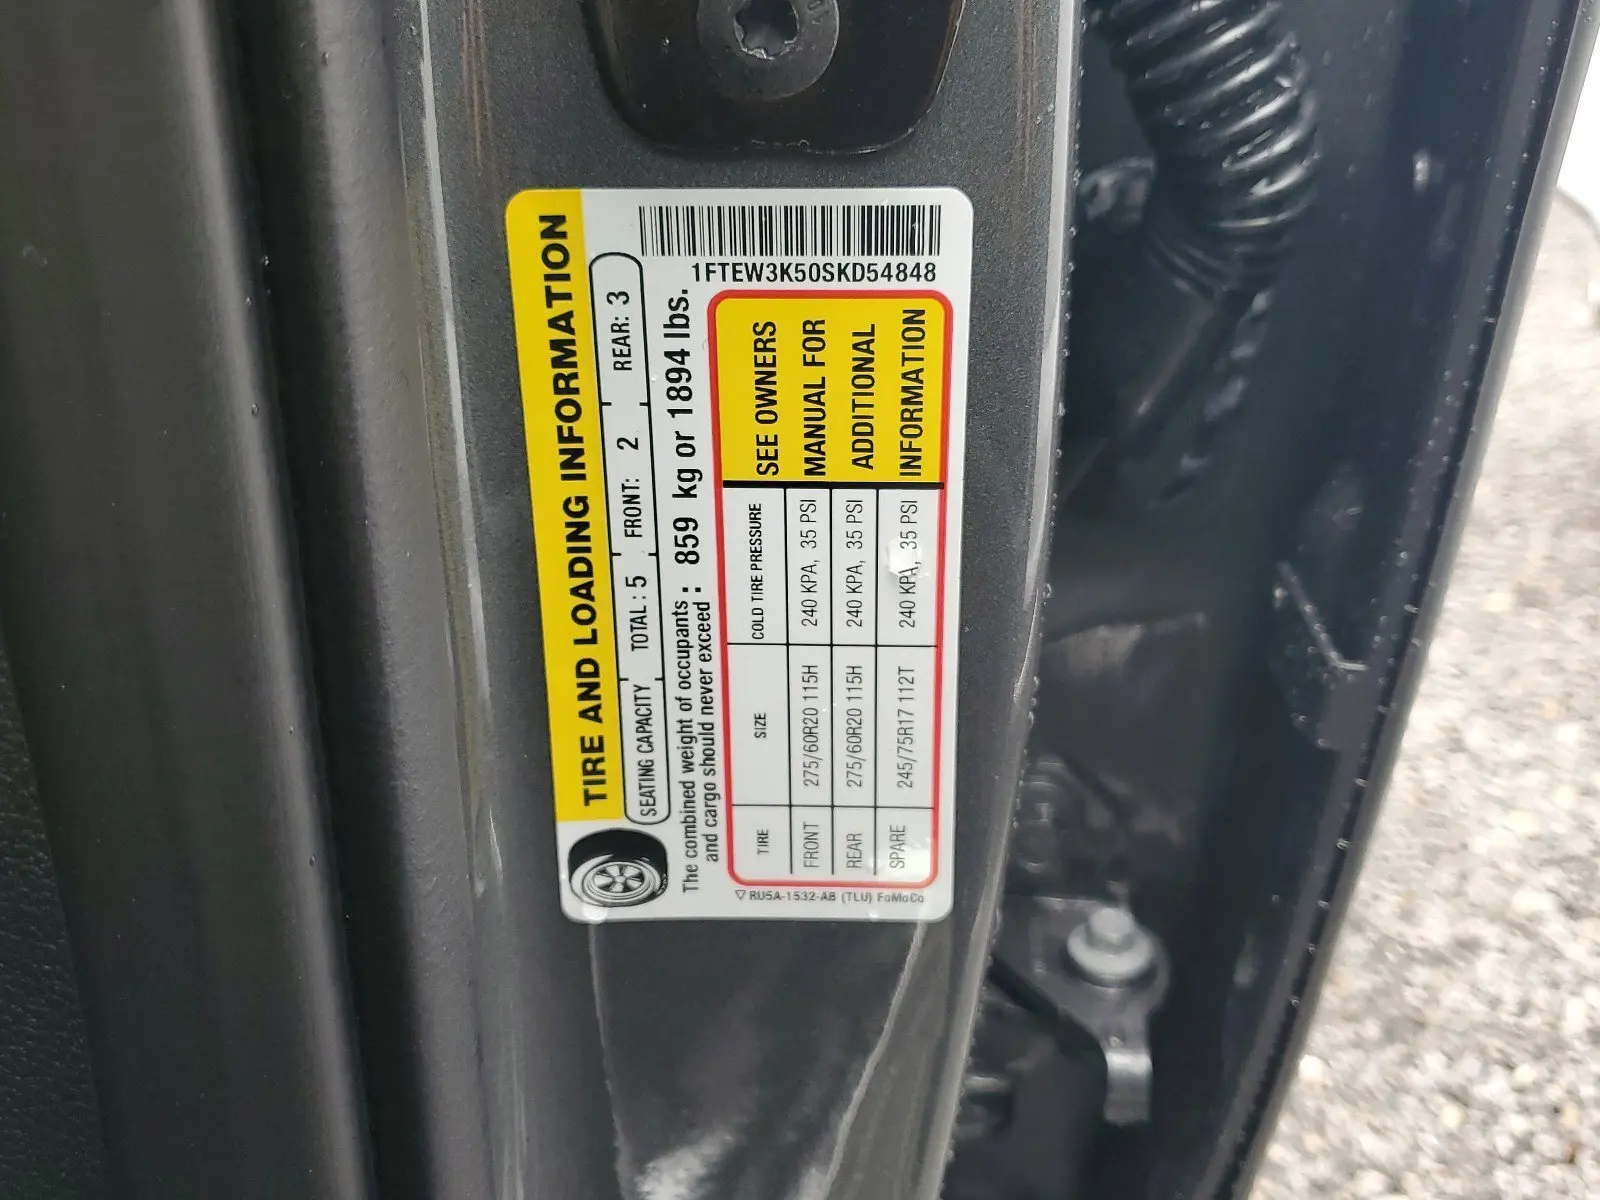 TIRE AND LOADING INFORMATION
SEATING CAPACITY TOTAL : 5 FRONT: 2 REAR: 3
The combined weight of occupants and cargo should never exceed : 859 kg or 1894 lbs.
1FTEW3K50SKD54848
TIRE SIZE COLD TIRE PRESSURE
FRONT 275/60R20 115H 240 KPA, 35 PSI
REAR 275/60R20 115H 240 KPA, 35 PSI
SPARE 245/75R17 112T 240 KPA, 35 PSI
SEE OWNERS
MANUAL FOR
ADDITIONAL
INFORMATION
RU5A-1532-AB (TLU) FoMoCo